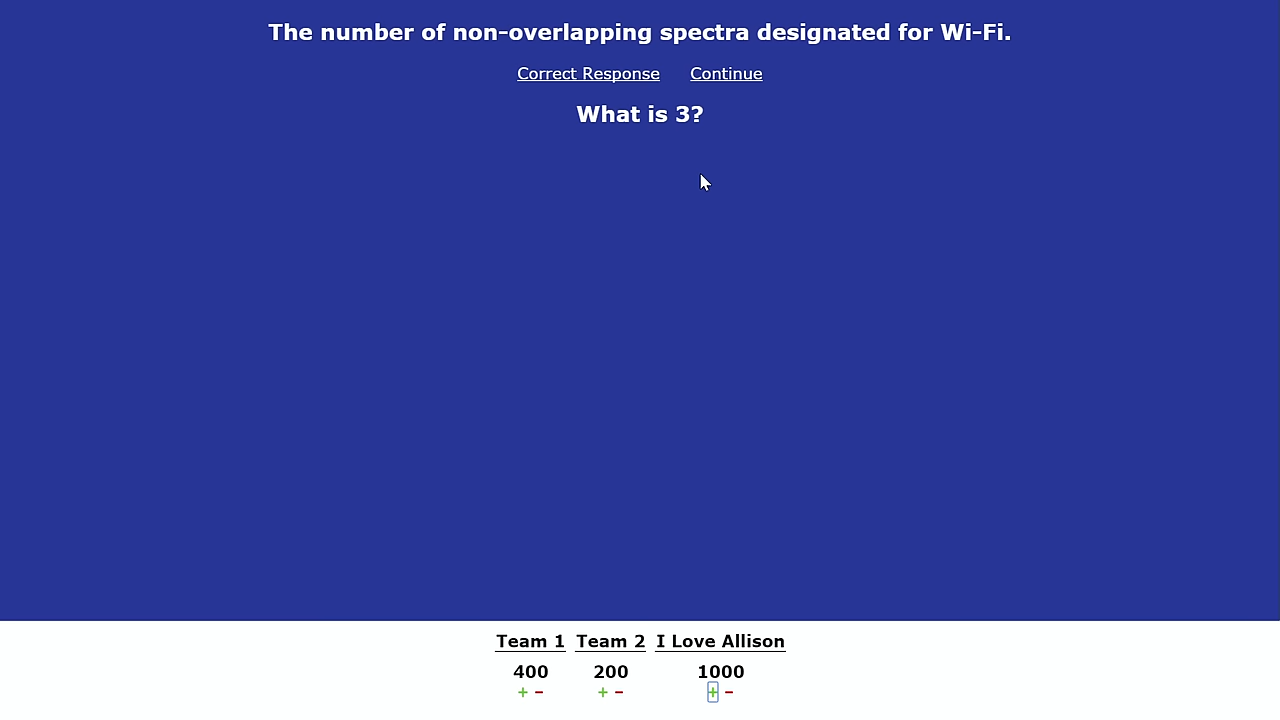 The number of non-overlapping spectra designated for Wi-Fi.
Correct Response Continue
What is 3?
Team 1 Team 2 I Love Allison
400 200 1000
+ − + − + −